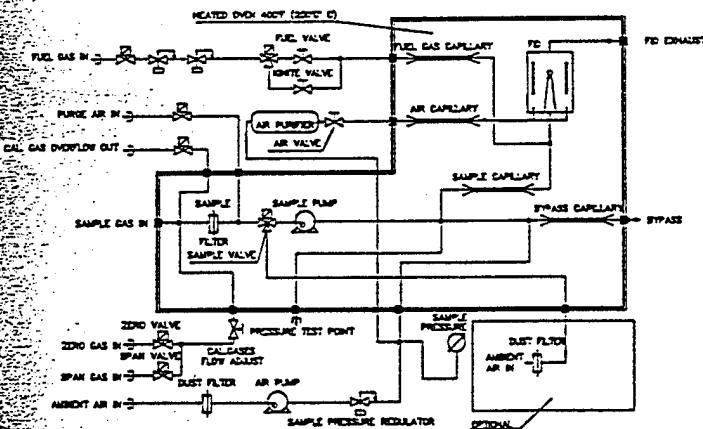 HEATED OVEN 400°F (200°C)
FUEL VALVE
FUEL GAS IN
FUEL GAS CAPILLARY
FID
FID EXHAUST
IGNITE VALVE
PURGE AIR IN
AIR PURIFIER
AIR CAPILLARY
AIR VALVE
CAL. GAS OVERFLOW OUT
SAMPLE CAPILLARY
SAMPLE
SAMPLE PUMP
BYPASS CAPILLARY
SAMPLE GAS IN
BYPASS
FILTER
SAMPLE VALVE
ZERO VALVE
PRESSURE TEST POINT
SAMPLE
PRESSURE
ZERO GAS IN
SPAN VALVE
CAL.GASES
FLOW ADJUST
DUST FILTER
AMBIENT
AIR IN
SPAN GAS IN
DUST FILTER
AIR PUMP
AMBIENT AIR IN
SAMPLE PRESSURE REGULATOR
OPTIONAL